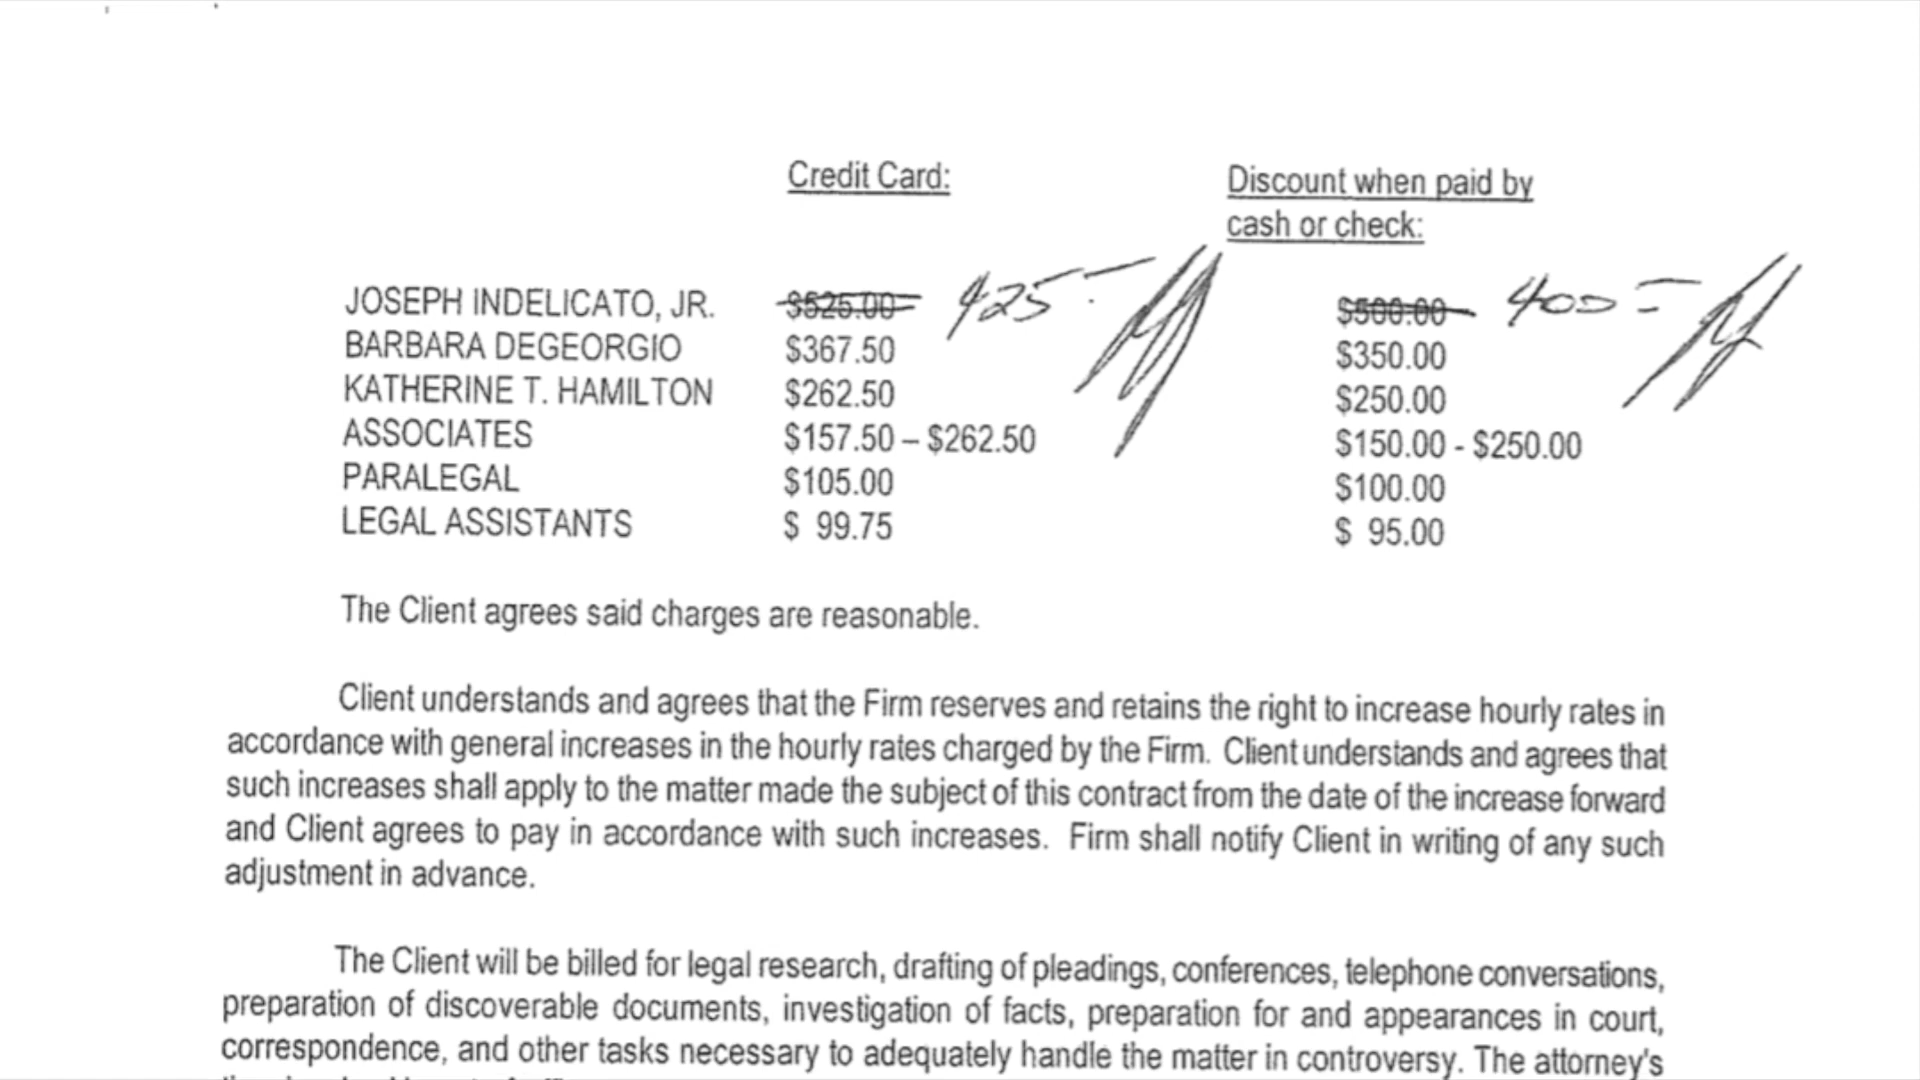 Credit Card:
Discount when paid by
cash or check:
JOSEPH INDELICATO, JR. $525.00 425 $500.00 400
BARBARA DEGEORGIO $367.50 $350.00
KATHERINE T. HAMILTON $262.50 $250.00
ASSOCIATES $157.50 – $262.50 $150.00 - $250.00
PARALEGAL $105.00 $100.00
LEGAL ASSISTANTS $ 99.75 $ 95.00
The Client agrees said charges are reasonable.
Client understands and agrees that the Firm reserves and retains the right to increase hourly rates in
accordance with general increases in the hourly rates charged by the Firm. Client understands and agrees that
such increases shall apply to the matter made the subject of this contract from the date of the increase forward
and Client agrees to pay in accordance with such increases. Firm shall notify Client in writing of any such
adjustment in advance.
The Client will be billed for legal research, drafting of pleadings, conferences, telephone conversations,
preparation of discoverable documents, investigation of facts, preparation for and appearances in court,
correspondence, and other tasks necessary to adequately handle the matter in controversy. The attorney's